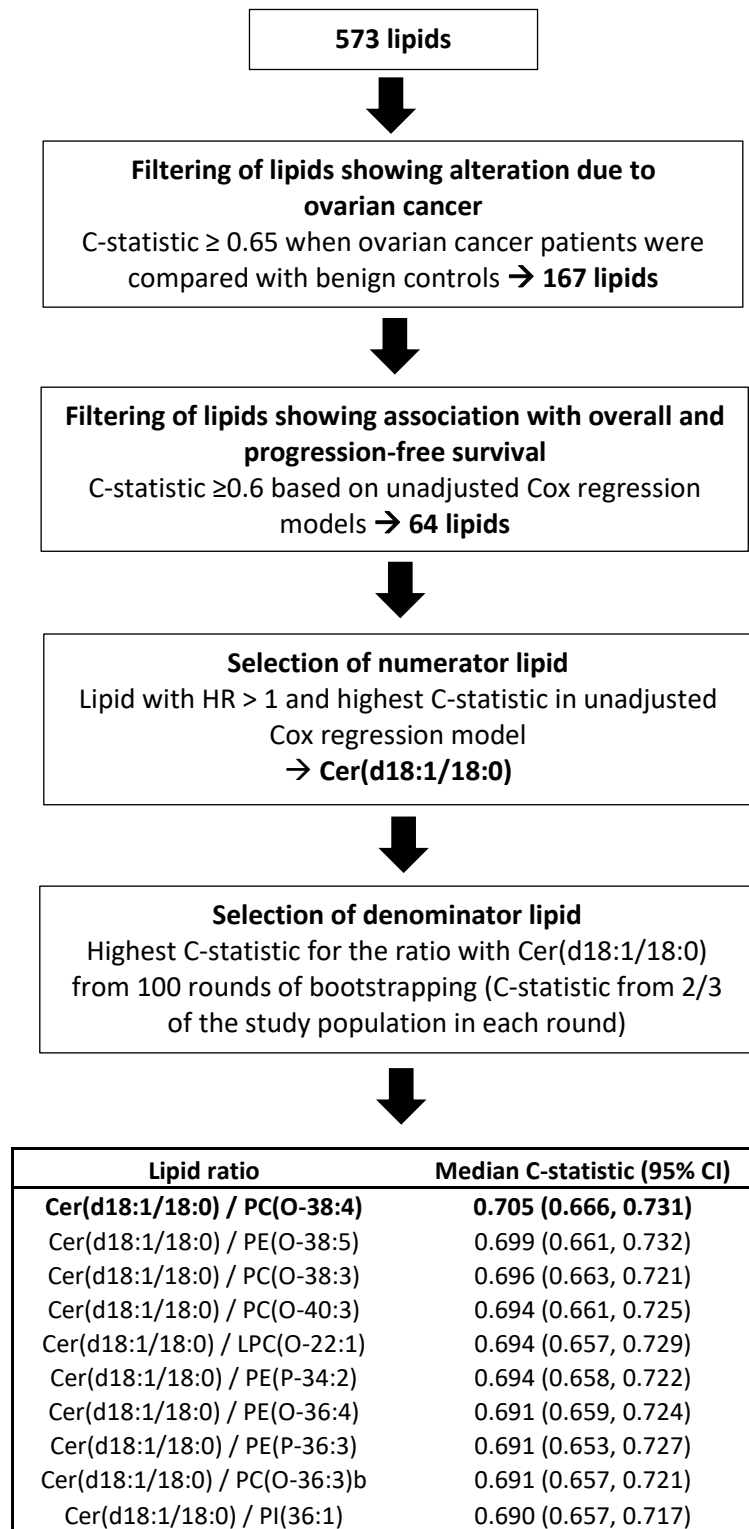 573 lipids
Filtering of lipids showing alteration due to
ovarian cancer
C-statistic ≥ 0.65 when ovarian cancer patients were
compared with benign controls → 167 lipids
Filtering of lipids showing association with overall and
progression-free survival
C-statistic ≥0.6 based on unadjusted Cox regression
models → 64 lipids
Selection of numerator lipid
Lipid with HR > 1 and highest C-statistic in unadjusted
Cox regression model
→ Cer(d18:1/18:0)
Selection of denominator lipid
Highest C-statistic for the ratio with Cer(d18:1/18:0)
from 100 rounds of bootstrapping (C-statistic from 2/3
of the study population in each round)
Lipid ratio Median C-statistic (95% CI)
Cer(d18:1/18:0) / PC(O-38:4) 0.705 (0.666, 0.731)
Cer(d18:1/18:0) / PE(O-38:5) 0.699 (0.661, 0.732)
Cer(d18:1/18:0) / PC(O-38:3) 0.696 (0.663, 0.721)
Cer(d18:1/18:0) / PC(O-40:3) 0.694 (0.661, 0.725)
Cer(d18:1/18:0) / LPC(O-22:1) 0.694 (0.657, 0.729)
Cer(d18:1/18:0) / PE(P-34:2) 0.694 (0.658, 0.722)
Cer(d18:1/18:0) / PE(O-36:4) 0.691 (0.659, 0.724)
Cer(d18:1/18:0) / PE(P-36:3) 0.691 (0.653, 0.727)
Cer(d18:1/18:0) / PC(O-36:3)b 0.691 (0.657, 0.721)
Cer(d18:1/18:0) / PI(36:1) 0.690 (0.657, 0.717)